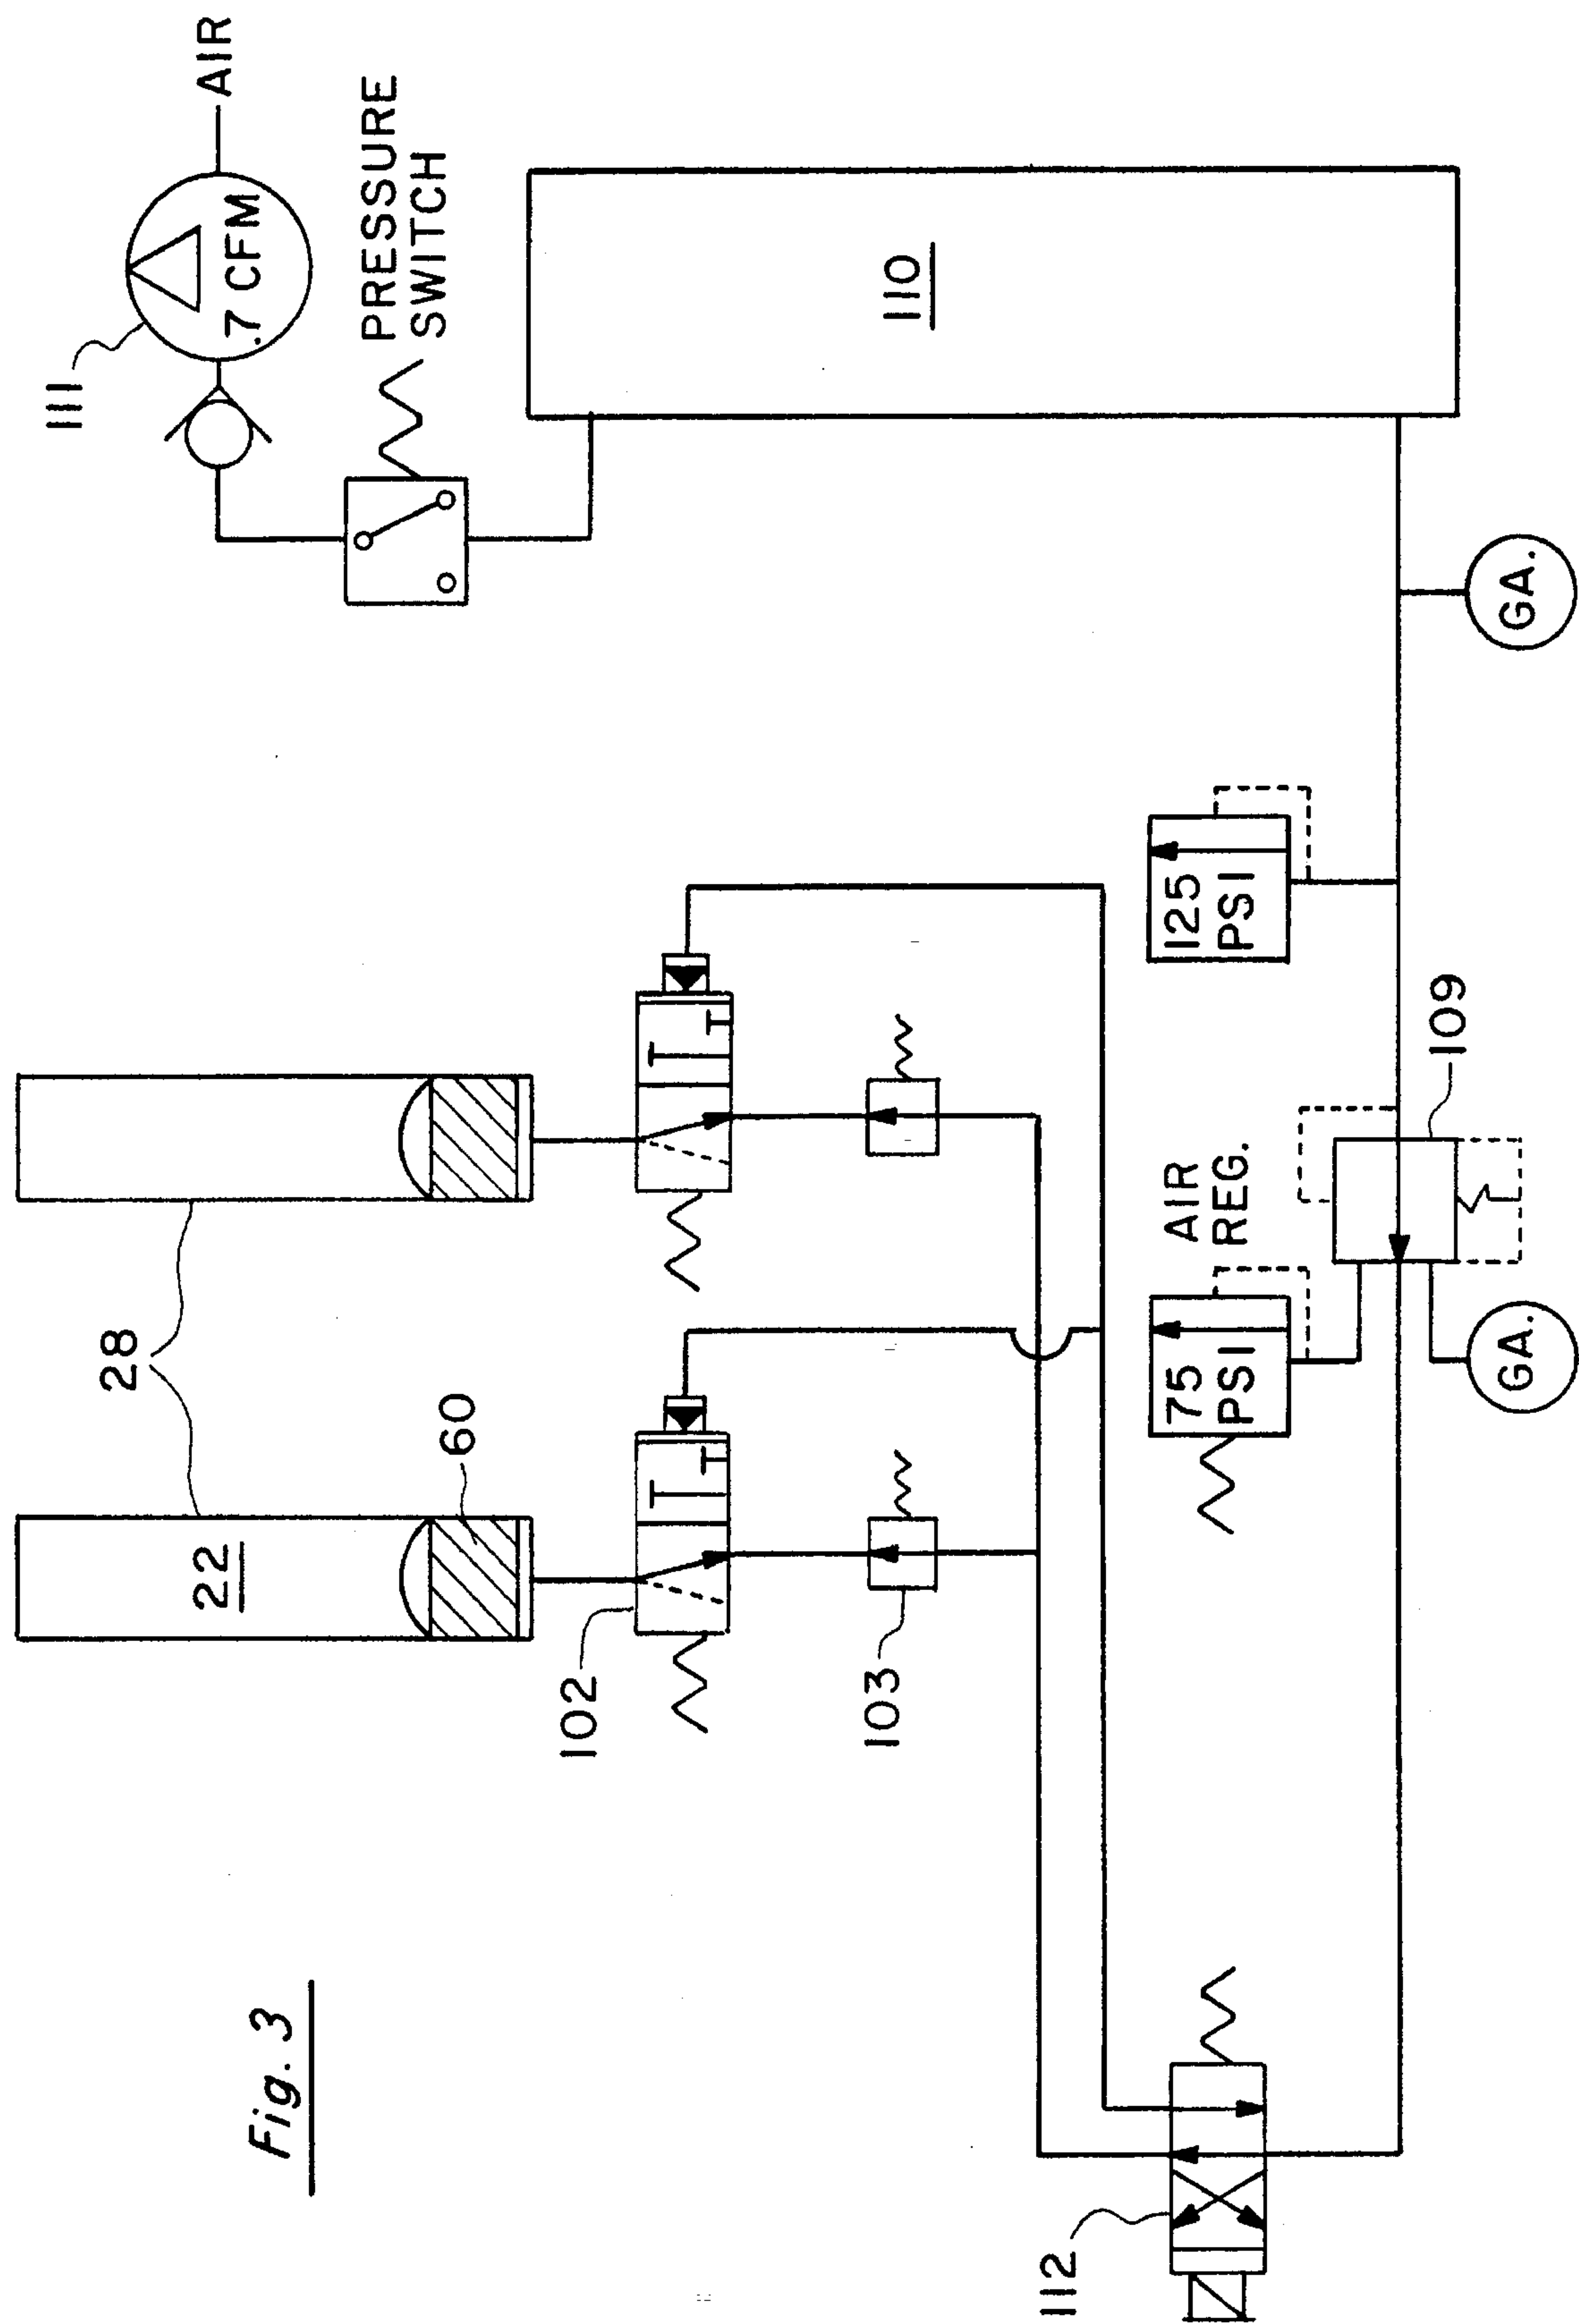 Fig. 3
111
.7 CFM
AIR
PRESSURE
SWITCH
110
28
22
60
102
103
125
PSI
AIR
REG.
75
PSI
109
GA.
GA.
112